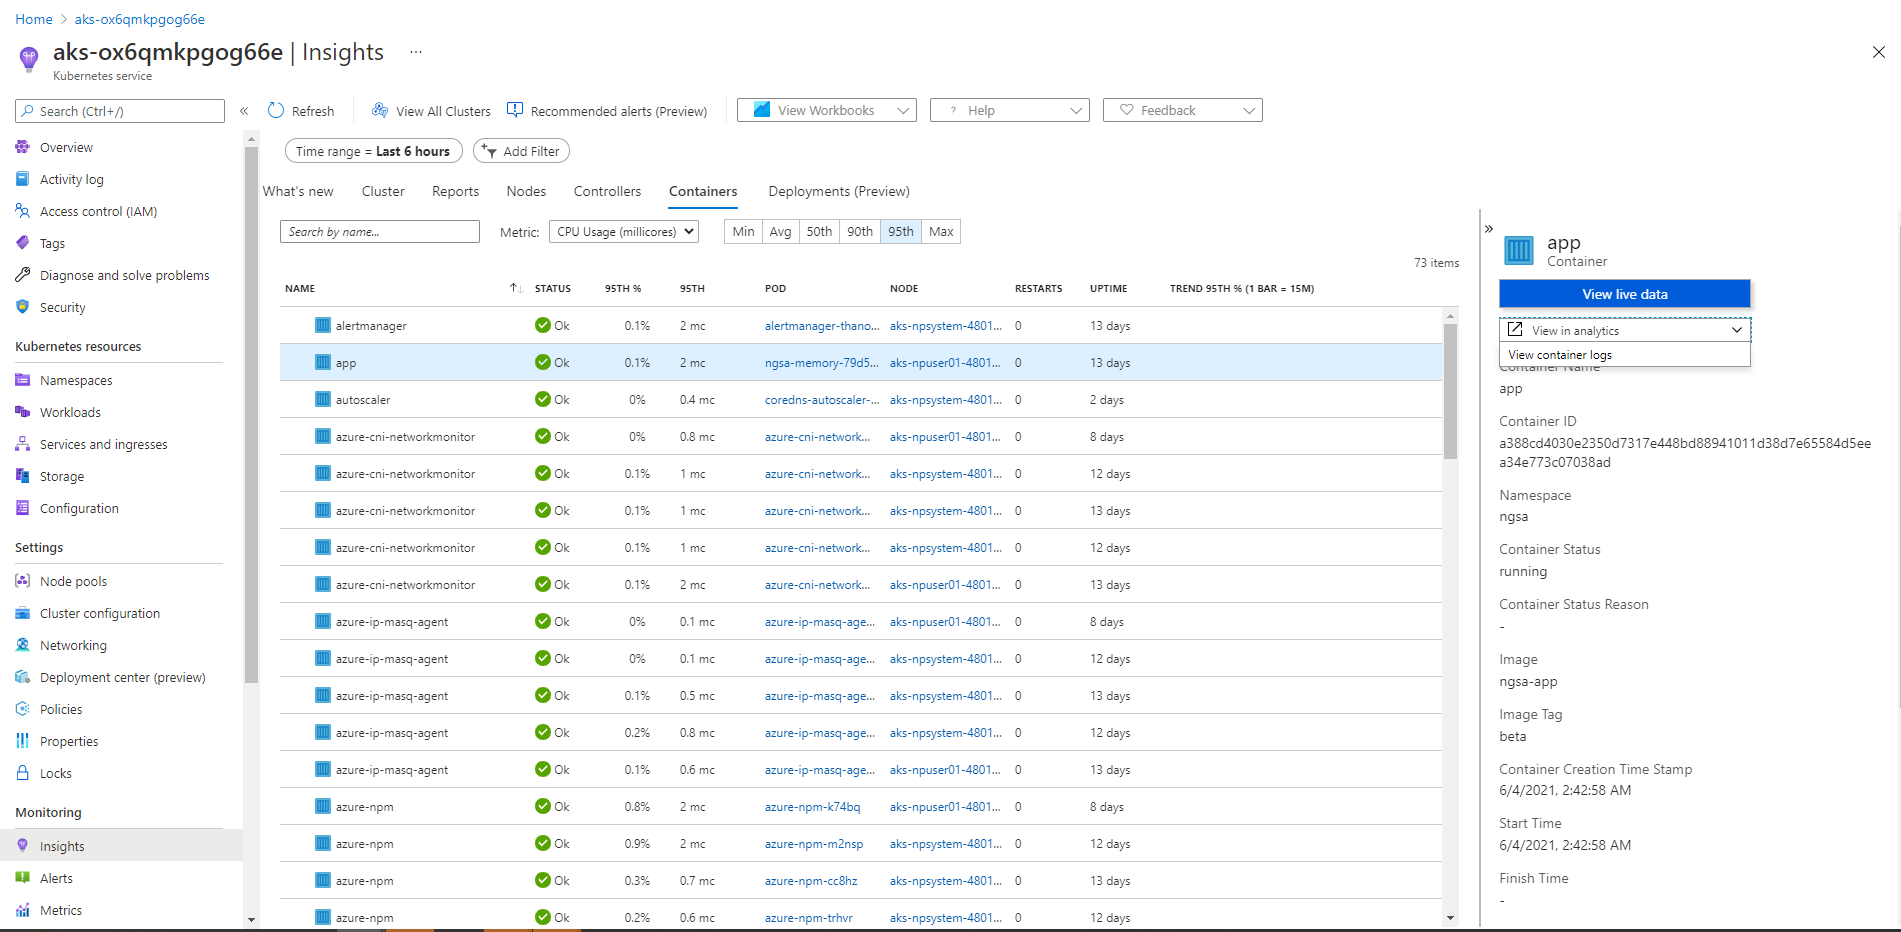 Home > aks-ox6qmkpgog66e
aks-ox6qmkpgog66e | Insights ...
Kubernetes service
Search (Ctrl+/)
«
Refresh
View All Clusters
Recommended alerts (Preview)
View Workbooks
? Help
Feedback
Time range = Last 6 hours
Add Filter
What's new
Cluster
Reports
Nodes
Controllers
Containers
Deployments (Preview)
Search by name...
Metric:
CPU Usage (millicores)
Min
Avg
50th
90th
95th
Max
73 items
Overview
Activity log
Access control (IAM)
Tags
Diagnose and solve problems
Security
Kubernetes resources
Namespaces
Workloads
Services and ingresses
Storage
Configuration
Settings
Node pools
Cluster configuration
Networking
Deployment center (preview)
Policies
Properties
Locks
Monitoring
Insights
Alerts
Metrics
NAME STATUS 95TH % 95TH POD NODE RESTARTS UPTIME TREND 95TH % (1 BAR = 15M)
alertmanager Ok 0.1% 2 mc alertmanager-thano... aks-npsystem-4801... 0 13 days
app Ok 0.1% 2 mc ngsa-memory-79d5... aks-npuser01-4801... 0 13 days
autoscaler Ok 0% 0.4 mc coredns-autoscaler-... aks-npsystem-4801... 0 2 days
azure-cni-networkmonitor Ok 0% 0.8 mc azure-cni-network... aks-npuser01-4801... 0 8 days
azure-cni-networkmonitor Ok 0.1% 1 mc azure-cni-network... aks-npsystem-4801... 0 12 days
azure-cni-networkmonitor Ok 0.1% 1 mc azure-cni-network... aks-npsystem-4801... 0 13 days
azure-cni-networkmonitor Ok 0.1% 1 mc azure-cni-network... aks-npsystem-4801... 0 12 days
azure-cni-networkmonitor Ok 0.1% 2 mc azure-cni-network... aks-npuser01-4801... 0 13 days
azure-ip-masq-agent Ok 0% 0.1 mc azure-ip-masq-age... aks-npuser01-4801... 0 8 days
azure-ip-masq-agent Ok 0% 0.1 mc azure-ip-masq-age... aks-npsystem-4801... 0 12 days
azure-ip-masq-agent Ok 0.1% 0.5 mc azure-ip-masq-age... aks-npsystem-4801... 0 13 days
azure-ip-masq-agent Ok 0.2% 0.8 mc azure-ip-masq-age... aks-npsystem-4801... 0 12 days
azure-ip-masq-agent Ok 0.1% 0.6 mc azure-ip-masq-age... aks-npuser01-4801... 0 13 days
azure-npm Ok 0.8% 2 mc azure-npm-k74bq aks-npuser01-4801... 0 8 days
azure-npm Ok 0.9% 2 mc azure-npm-m2nsp aks-npsystem-4801... 0 12 days
azure-npm Ok 0.3% 0.7 mc azure-npm-cc8hz aks-npsystem-4801... 0 13 days
azure-npm Ok 0.2% 0.6 mc azure-npm-trhvr aks-npsystem-4801... 0 12 days
»
app
Container
View live data
View in analytics
View container logs
Container Name
app
Container ID
a388cd4030e2350d7317e448bd88941011d38d7e65584d5ee
a34e773c07038ad
Namespace
ngsa
Container Status
running
Container Status Reason
-
Image
ngsa-app
Image Tag
beta
Container Creation Time Stamp
6/4/2021, 2:42:58 AM
Start Time
6/4/2021, 2:42:58 AM
Finish Time
-